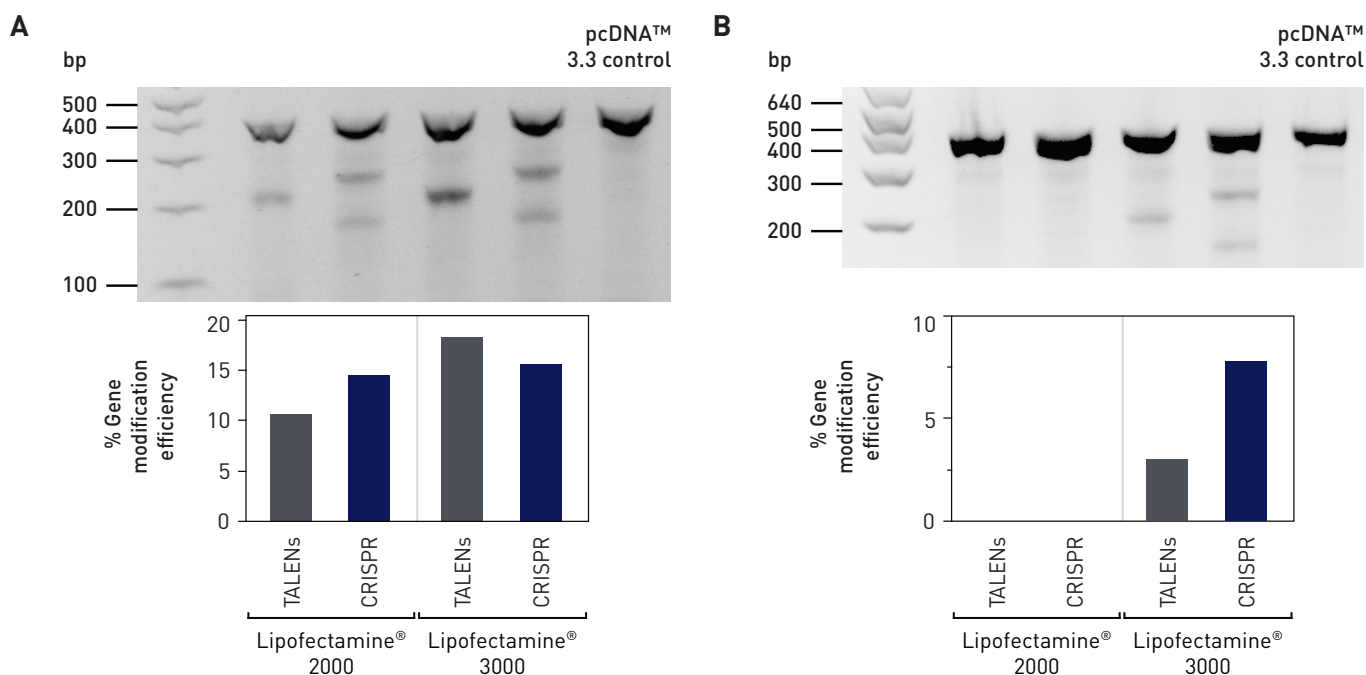 A
pcDNA™
3.3 control
bp
500
400
300
200
100
20
15
10
5
0
% Gene
modification
efficiency
TALENs
CRISPR
TALENs
CRISPR
Lipofectamine®
2000
Lipofectamine®
3000
B
pcDNA™
3.3 control
bp
640
500
400
300
200
10
5
0
% Gene
modification
efficiency
TALENs
CRISPR
TALENs
CRISPR
Lipofectamine®
2000
Lipofectamine®
3000